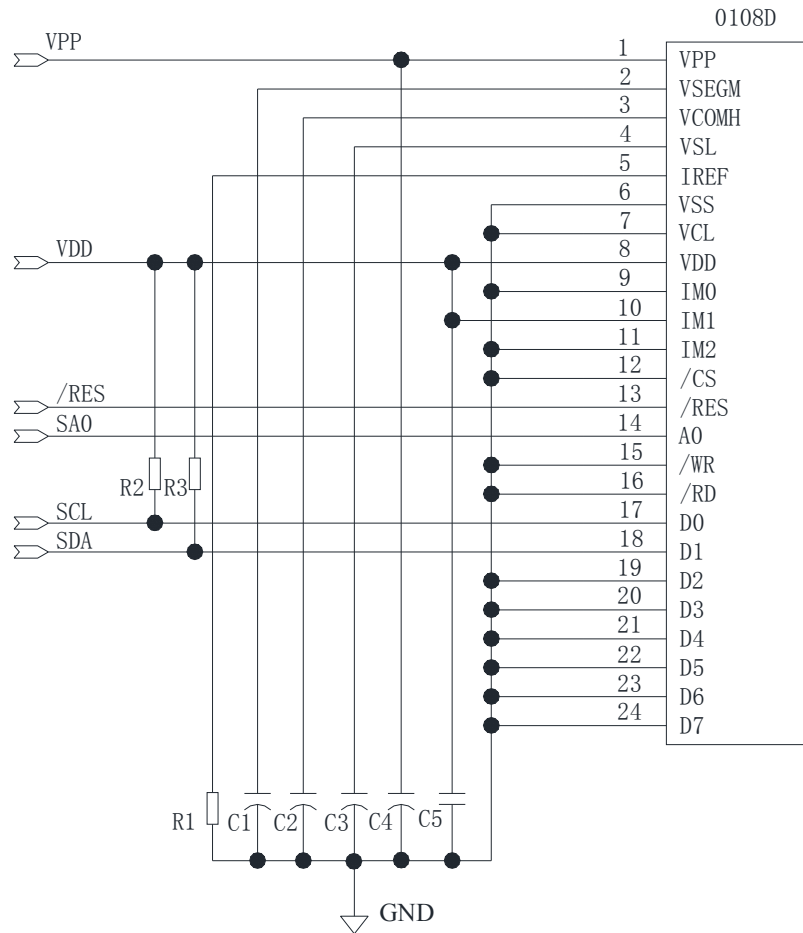 0108D
VPP 1 VPP
2 VSEGM
3 VCOMH
4 VSL
5 IREF
6 VSS
7 VCL
VDD 8 VDD
9 IM0
10 IM1
11 IM2
12 /CS
/RES 13 /RES
SA0 14 A0
15 /WR
R2 R3 16 /RD
SCL 17 D0
SDA 18 D1
19 D2
20 D3
21 D4
22 D5
23 D6
24 D7
R1 C1 C2 C3 C4 C5
GND